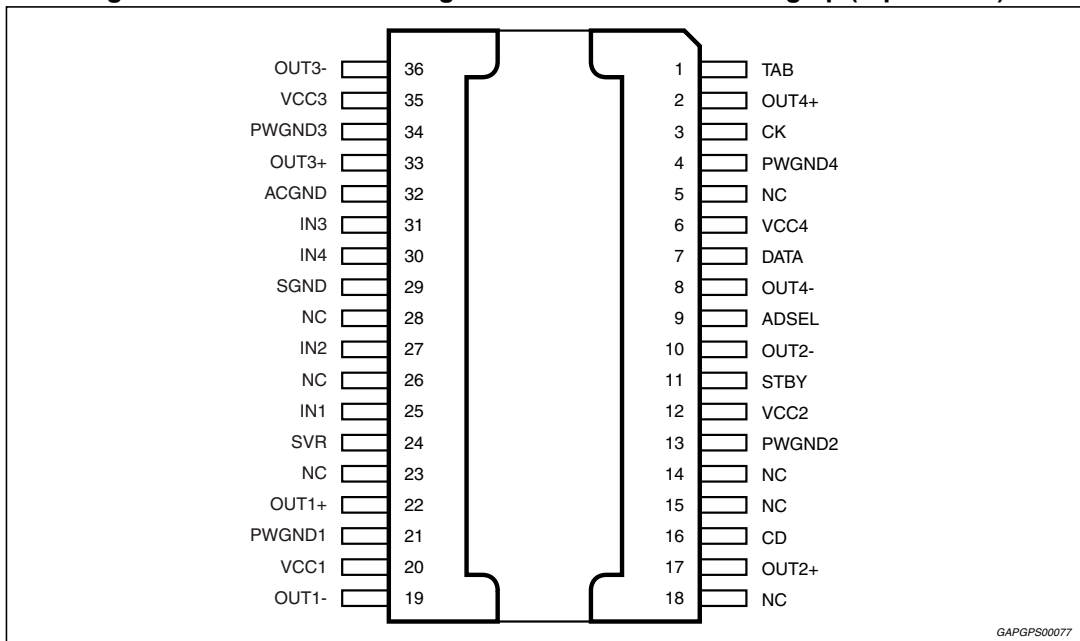 OUT3- 36 1 TAB
VCC3 35 2 OUT4+
PWGND3 34 3 CK
OUT3+ 33 4 PWGND4
ACGND 32 5 NC
IN3 31 6 VCC4
IN4 30 7 DATA
SGND 29 8 OUT4-
NC 28 9 ADSEL
IN2 27 10 OUT2-
NC 26 11 STBY
IN1 25 12 VCC2
SVR 24 13 PWGND2
NC 23 14 NC
OUT1+ 22 15 NC
PWGND1 21 16 CD
VCC1 20 17 OUT2+
OUT1- 19 18 NC
GAPGPS00077